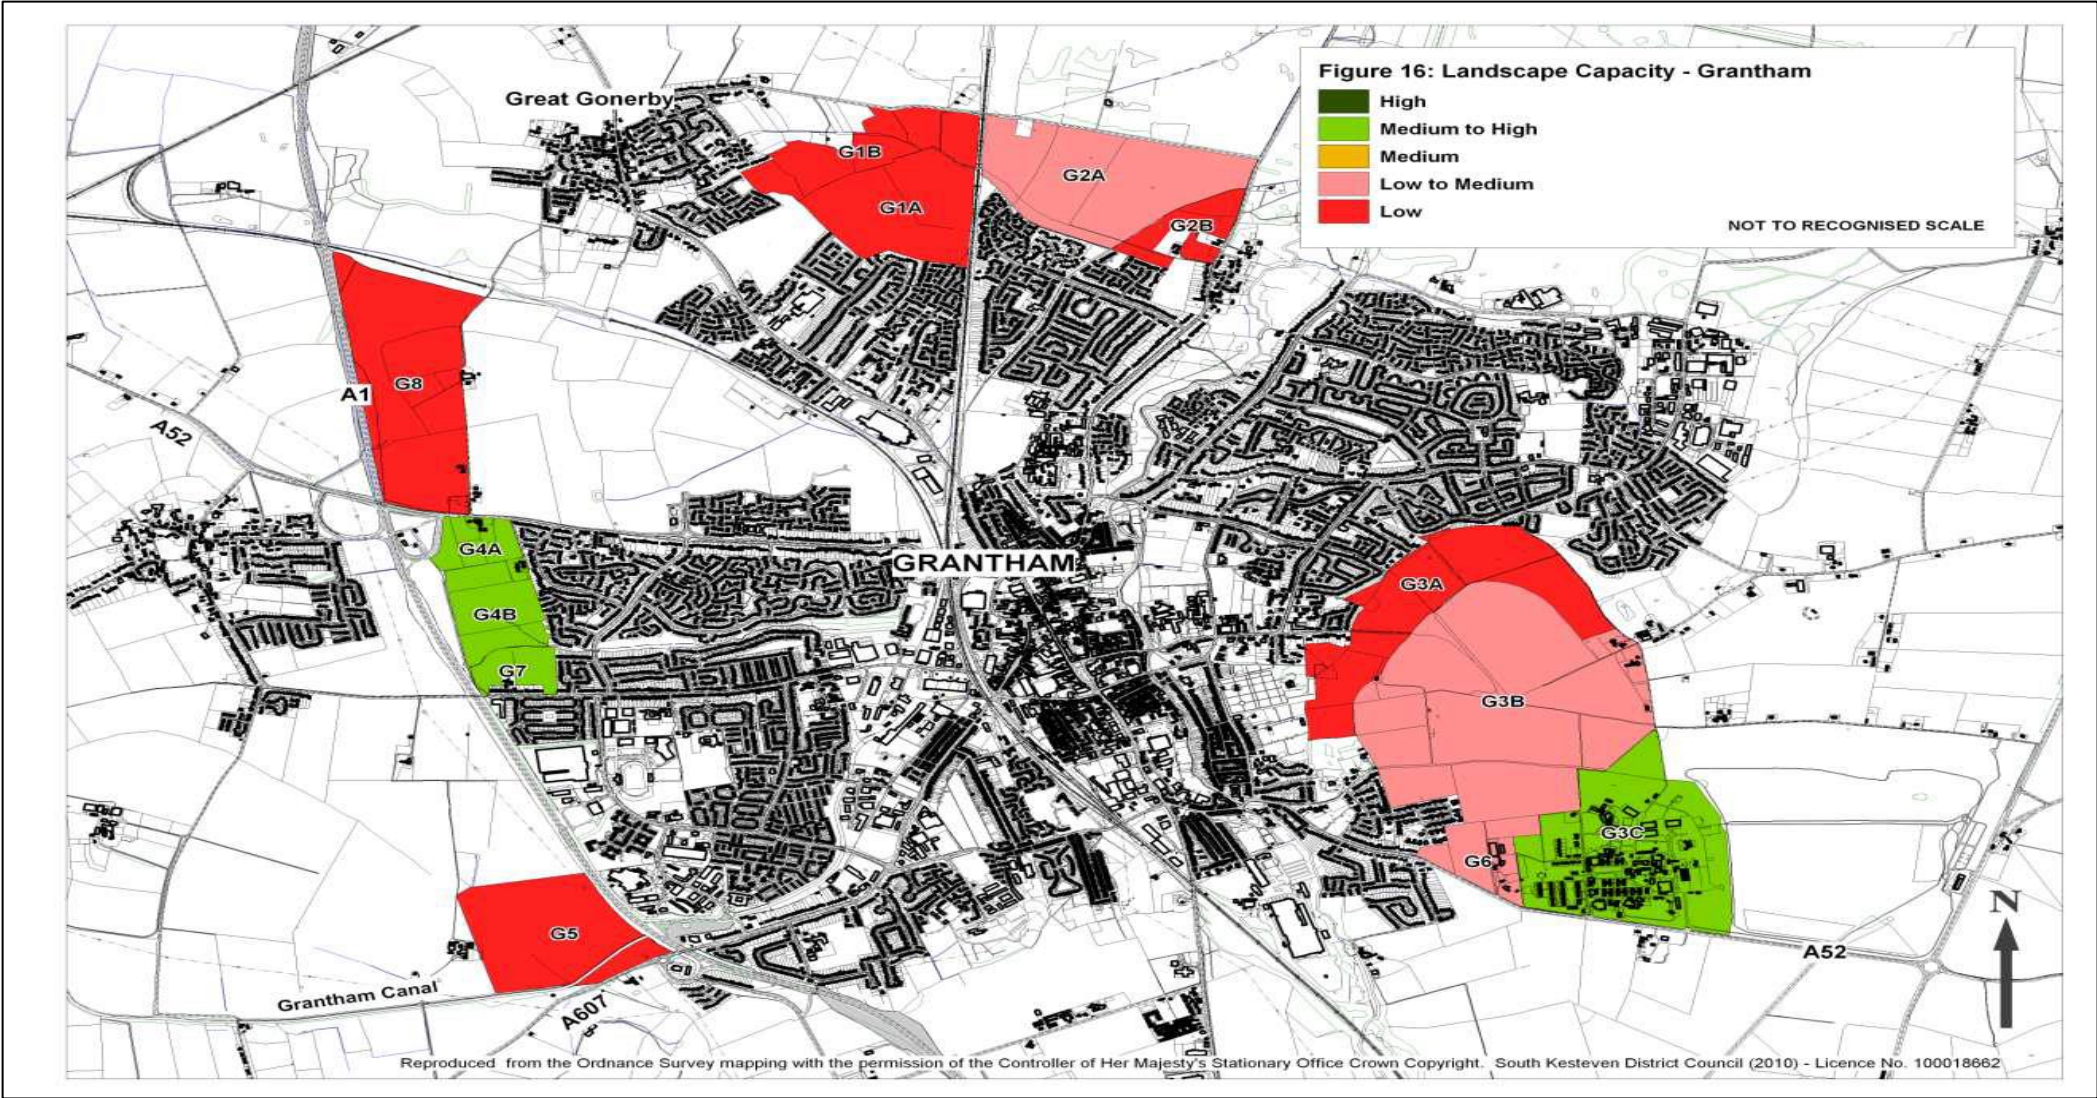 Figure 16: Landscape Capacity - Grantham
High
Medium to High
Medium
Low to Medium
Low
NOT TO RECOGNISED SCALE
Great Gonerby
G1B
G1A
G2A
G2B
G8
A1
A52
G4A
G4B
G7
GRANTHAM
G3A
G3B
G3C
G6
G5
Grantham Canal
A607
A52
N
Reproduced from the Ordnance Survey mapping with the permission of the Controller of Her Majesty's Stationary Office Crown Copyright. South Kesteven District Council (2010) - Licence No. 100018662